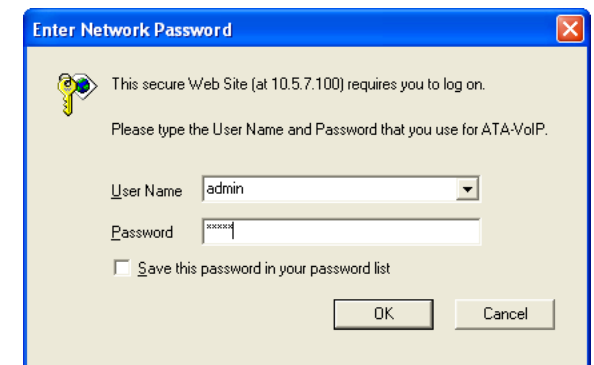 Enter Network Password
This secure Web Site (at 10.5.7.100) requires you to log on.
Please type the User Name and Password that you use for ATA-VoIP.
User Name admin
Password xxxxx
Save this password in your password list
OK Cancel